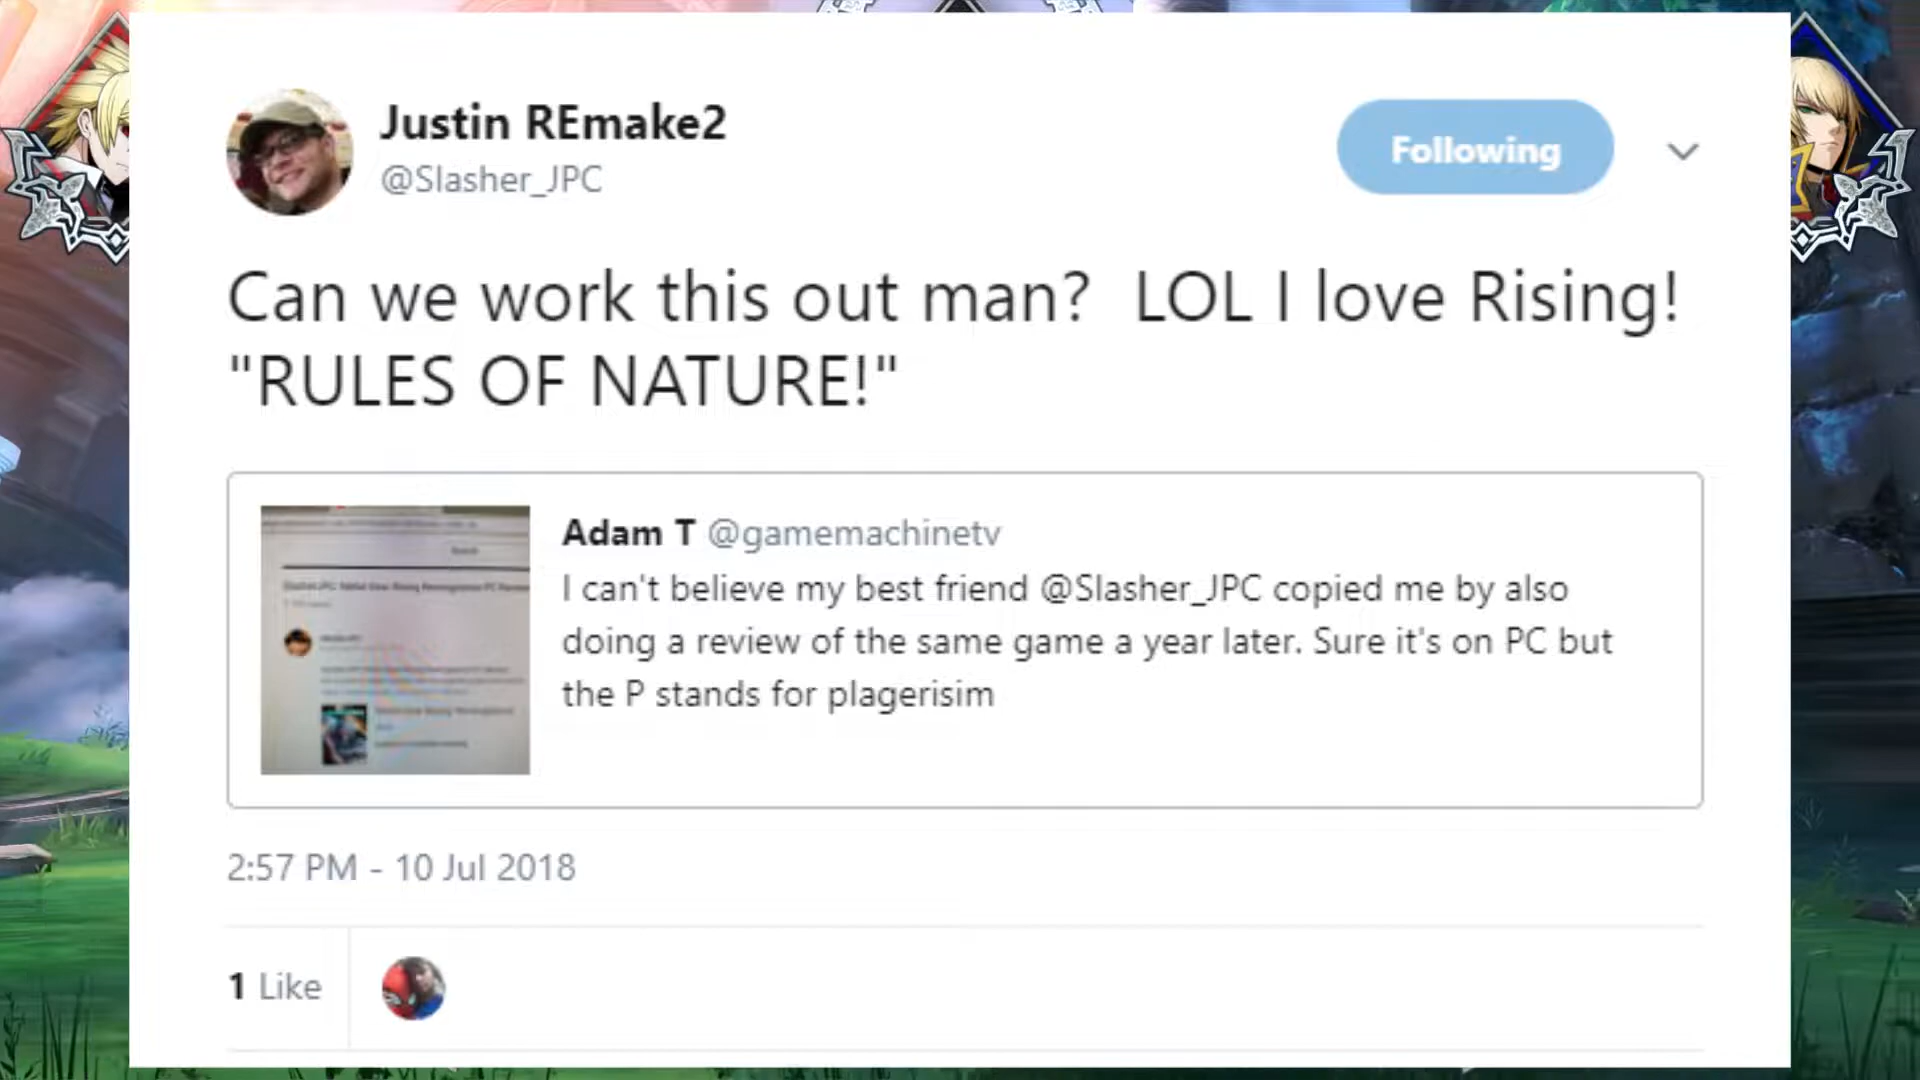 Justin REmake2
@Slasher_JPC
Following
Can we work this out man?  LOL I love Rising!
"RULES OF NATURE!"
Adam T @gamemachinetv
I can't believe my best friend @Slasher_JPC copied me by also
doing a review of the same game a year later. Sure it's on PC but
the P stands for plagerisim
2:57 PM - 10 Jul 2018
1 Like